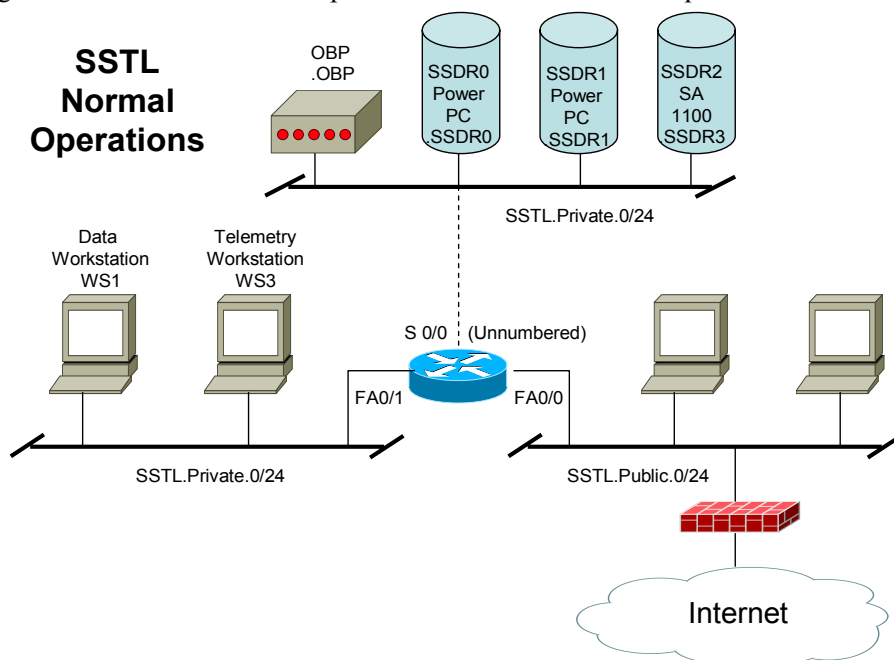 SSTL
Normal
Operations
OBP
.OBP
SSDR0
Power
PC
.SSDR0
SSDR1
Power
PC
SSDR1
SSDR2
SA
1100
SSDR3
SSTL.Private.0/24
Data
Workstation
WS1
Telemetry
Workstation
WS3
S 0/0 (Unnumbered)
FA0/1
FA0/0
SSTL.Private.0/24
SSTL.Public.0/24
Internet